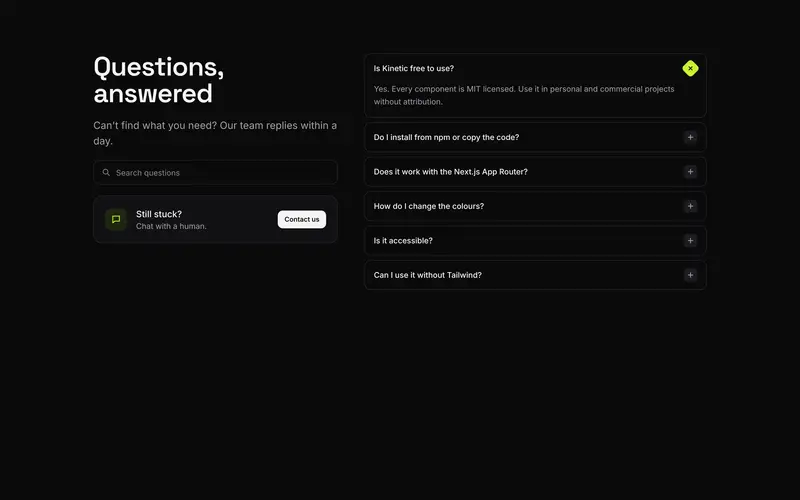 Questions,
answered
Can't find what you need? Our team replies within a
day.
Search questions
Still stuck?
Chat with a human.
Contact us
Is Kinetic free to use?
Yes. Every component is MIT licensed. Use it in personal and commercial projects
without attribution.
Do I install from npm or copy the code?
Does it work with the Next.js App Router?
How do I change the colours?
Is it accessible?
Can I use it without Tailwind?